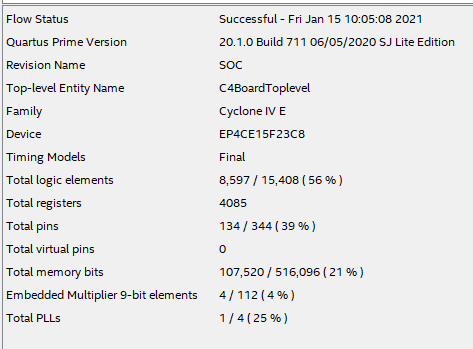 Flow Status Successful - Fri Jan 15 10:05:08 2021
Quartus Prime Version 20.1.0 Build 711 06/05/2020 SJ Lite Edition
Revision Name SOC
Top-level Entity Name C4BoardToplevel
Family Cyclone IV E
Device EP4CE15F23C8
Timing Models Final
Total logic elements 8,597 / 15,408 ( 56 % )
Total registers 4085
Total pins 134 / 344 ( 39 % )
Total virtual pins 0
Total memory bits 107,520 / 516,096 ( 21 % )
Embedded Multiplier 9-bit elements 4 / 112 ( 4 % )
Total PLLs 1 / 4 ( 25 % )